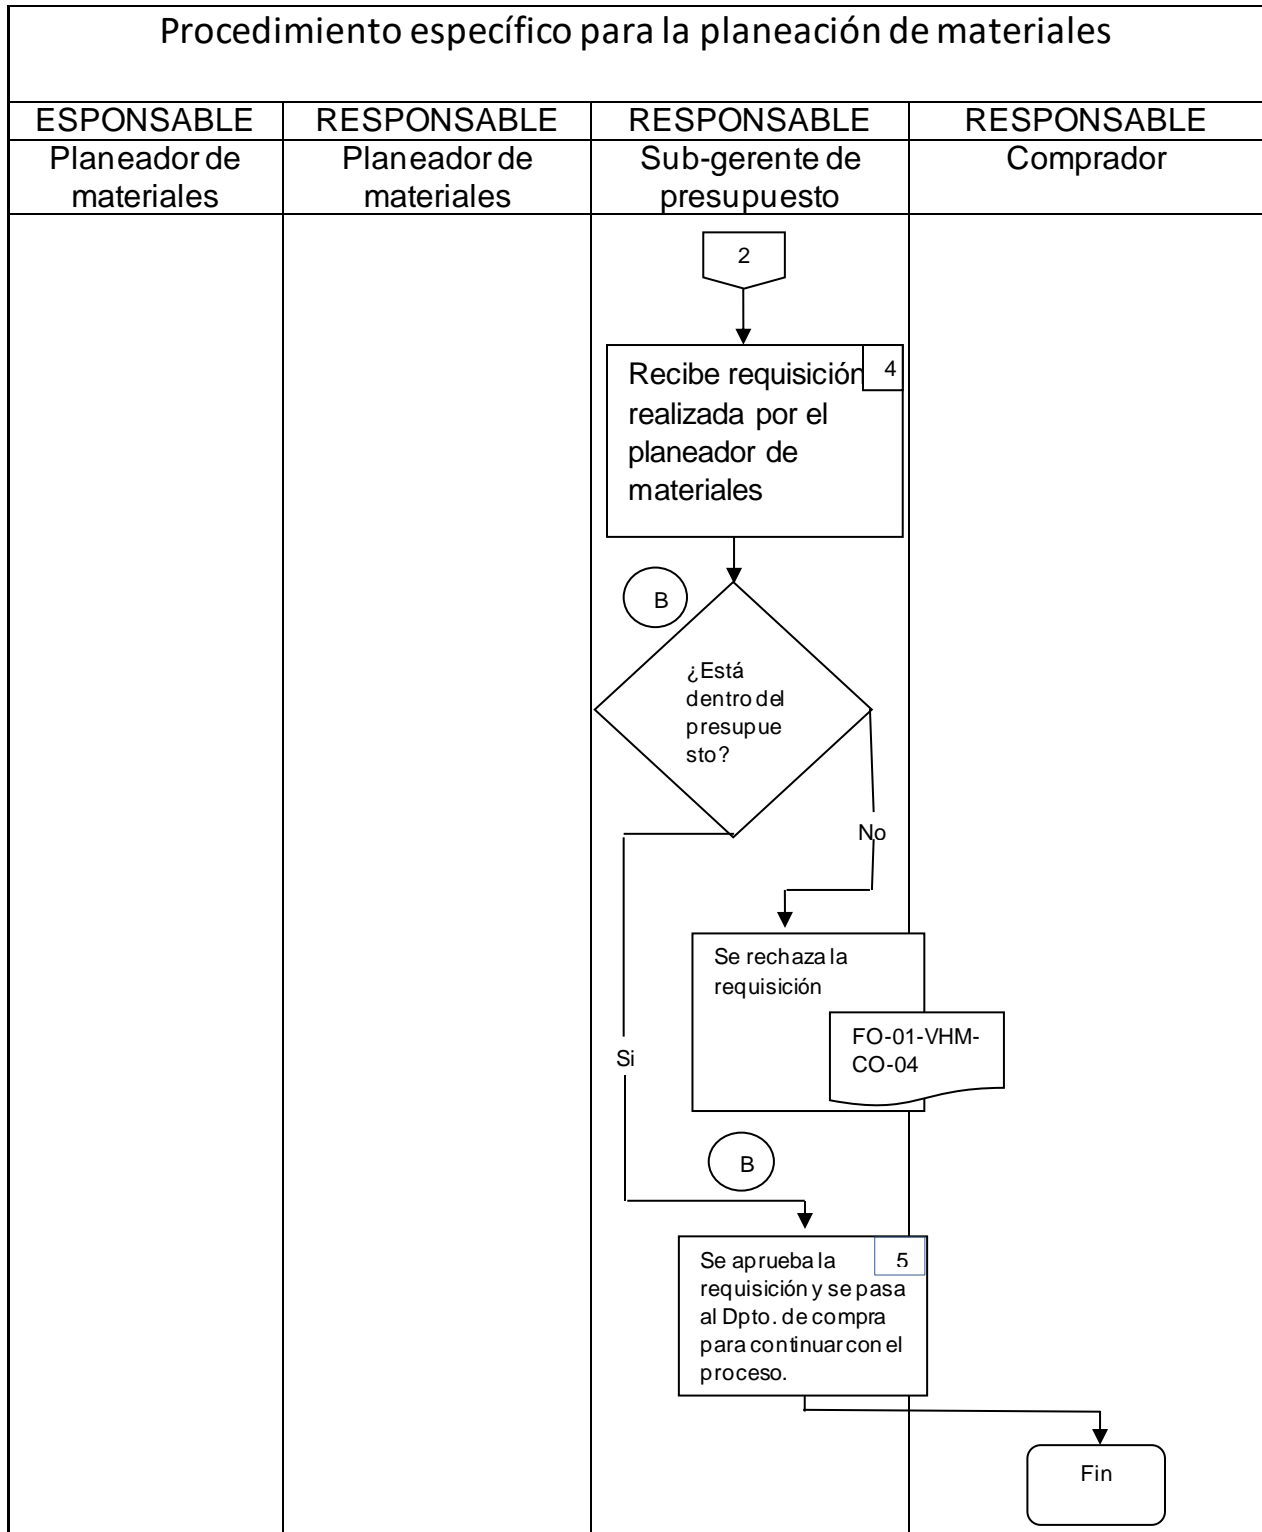 Procedimiento específico para la planeación de materiales
ESPONSABLE
RESPONSABLE
RESPONSABLE
RESPONSABLE
Planeador de
materiales
Planeador de
materiales
Sub-gerente de
presupuesto
Comprador
2
4
Recibe requisición
realizada por el
planeador de
materiales
B
¿Está
dentro del
presupue
sto?
No
Se rechaza la
requisición
FO-01-VHM-
CO-04
Si
B
5
Se aprueba la
requisición y se pasa
al Dpto. de compra
para continuar con el
proceso.
Fin